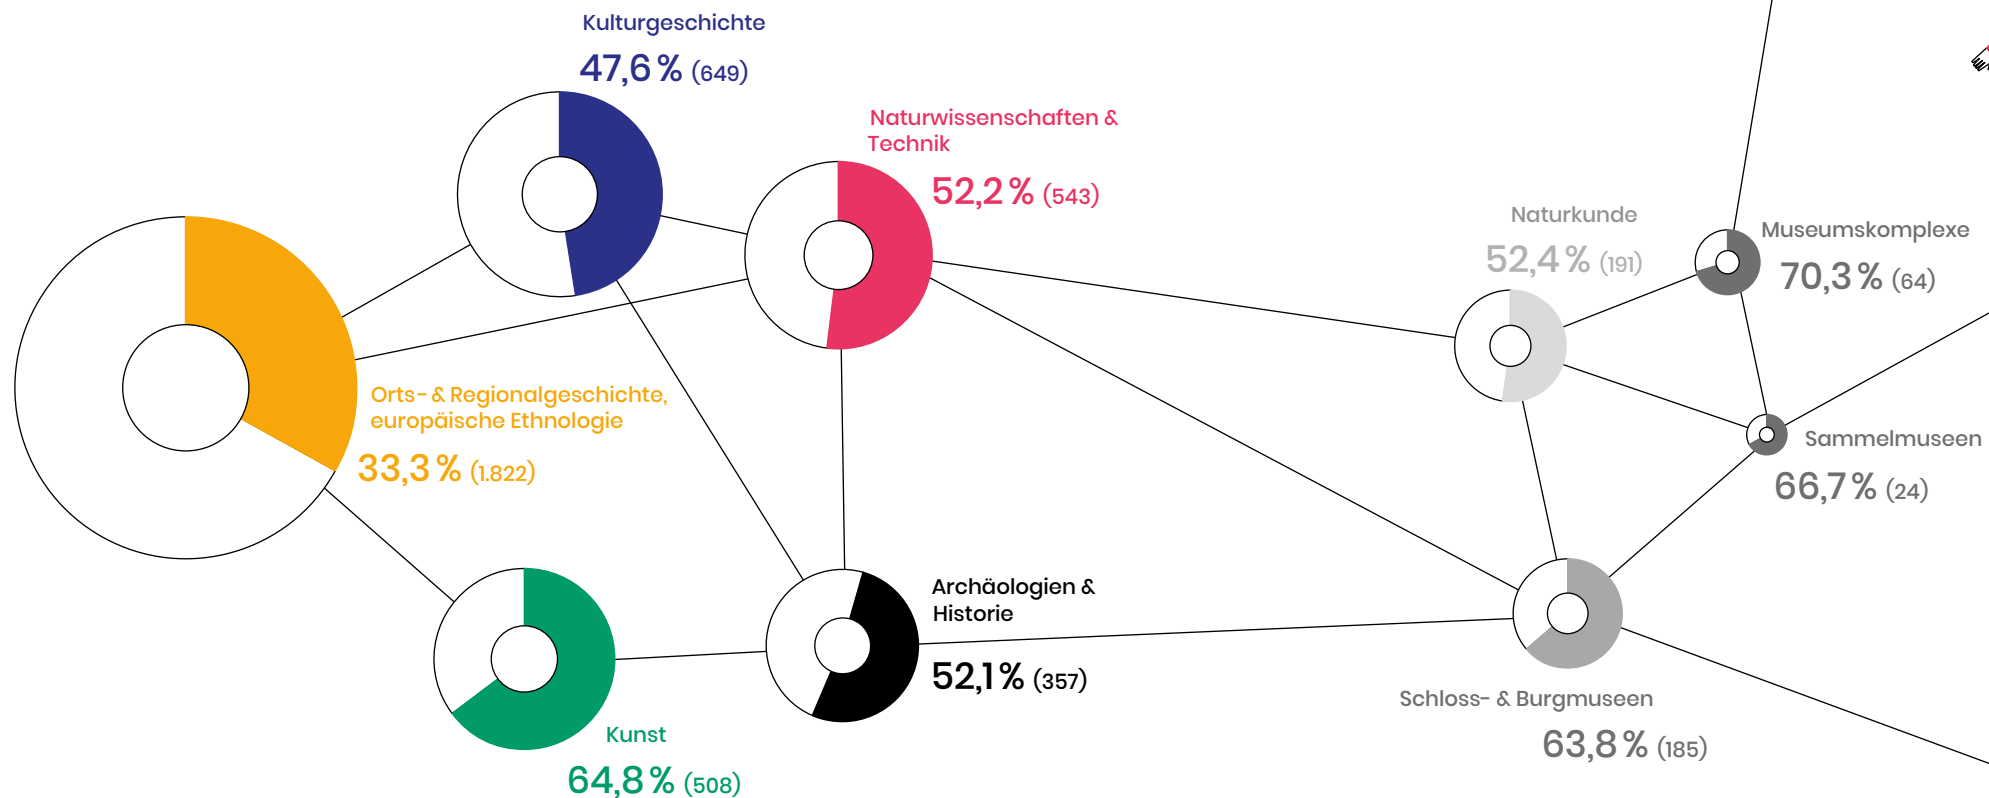 Kulturgeschichte
47,6 % (649)
Naturwissenschaften &
Technik
52,2 % (543)
Naturkunde
52,4 % (191)
Museumskomplexe
70,3 % (64)
Orts- & Regionalgeschichte,
europäische Ethnologie
33,3 % (1.822)
Sammelmuseen
66,7 % (24)
Archäologien &
Historie
52,1 % (357)
Schloss- & Burgmuseen
63,8 % (185)
Kunst
64,8 % (508)